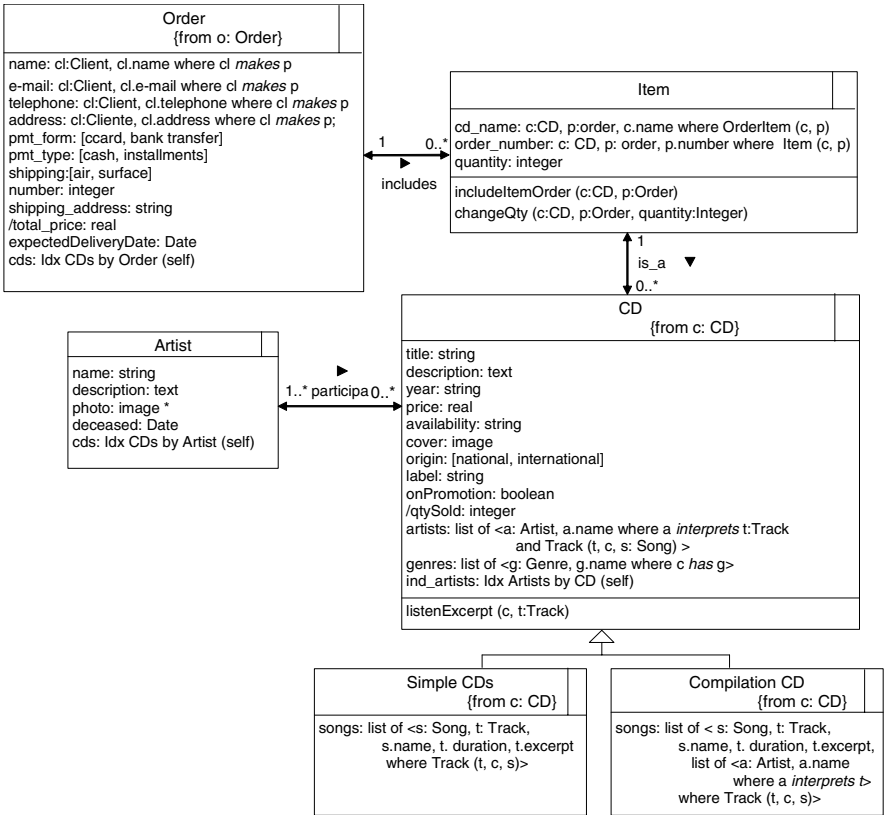 Order
{from o: Order}
name: cl:Client, cl.name where cl makes p
e-mail: cl:Client, cl.e-mail where cl makes p
telephone: cl:Client, cl.telephone where cl makes p
address: cl:Cliente, cl.address where cl makes p;
pmt_form: [ccard, bank transfer]
pmt_type: [cash, installments]
shipping:[air, surface]
number: integer
shipping_address: string
/total_price: real
expectedDeliveryDate: Date
cds: Idx CDs by Order (self)
1
0..*
includes
Item
cd_name: c:CD, p:order, c.name where OrderItem (c, p)
order_number: c: CD, p: order, p.number where Item (c, p)
quantity: integer
includeItemOrder (c:CD, p:Order)
changeQty (c:CD, p:Order, quantity:Integer)
1
is_a
0..*
Artist
name: string
description: text
photo: image *
deceased: Date
cds: Idx CDs by Artist (self)
1..* participa 0..*
CD
{from c: CD}
title: string
description: text
year: string
price: real
availability: string
cover: image
origin: [national, international]
label: string
onPromotion: boolean
/qtySold: integer
artists: list of <a: Artist, a.name where a interprets t:Track
and Track (t, c, s: Song) >
genres: list of <g: Genre, g.name where c has g>
ind_artists: Idx Artists by CD (self)
listenExcerpt (c, t:Track)
Simple CDs
{from c: CD}
songs: list of <s: Song, t: Track,
s.name, t. duration, t.excerpt
where Track (t, c, s)>
Compilation CD
{from c: CD}
songs: list of < s: Song, t: Track,
s.name, t. duration, t.excerpt,
list of <a: Artist, a.name
where a interprets t>
where Track (t, c, s)>